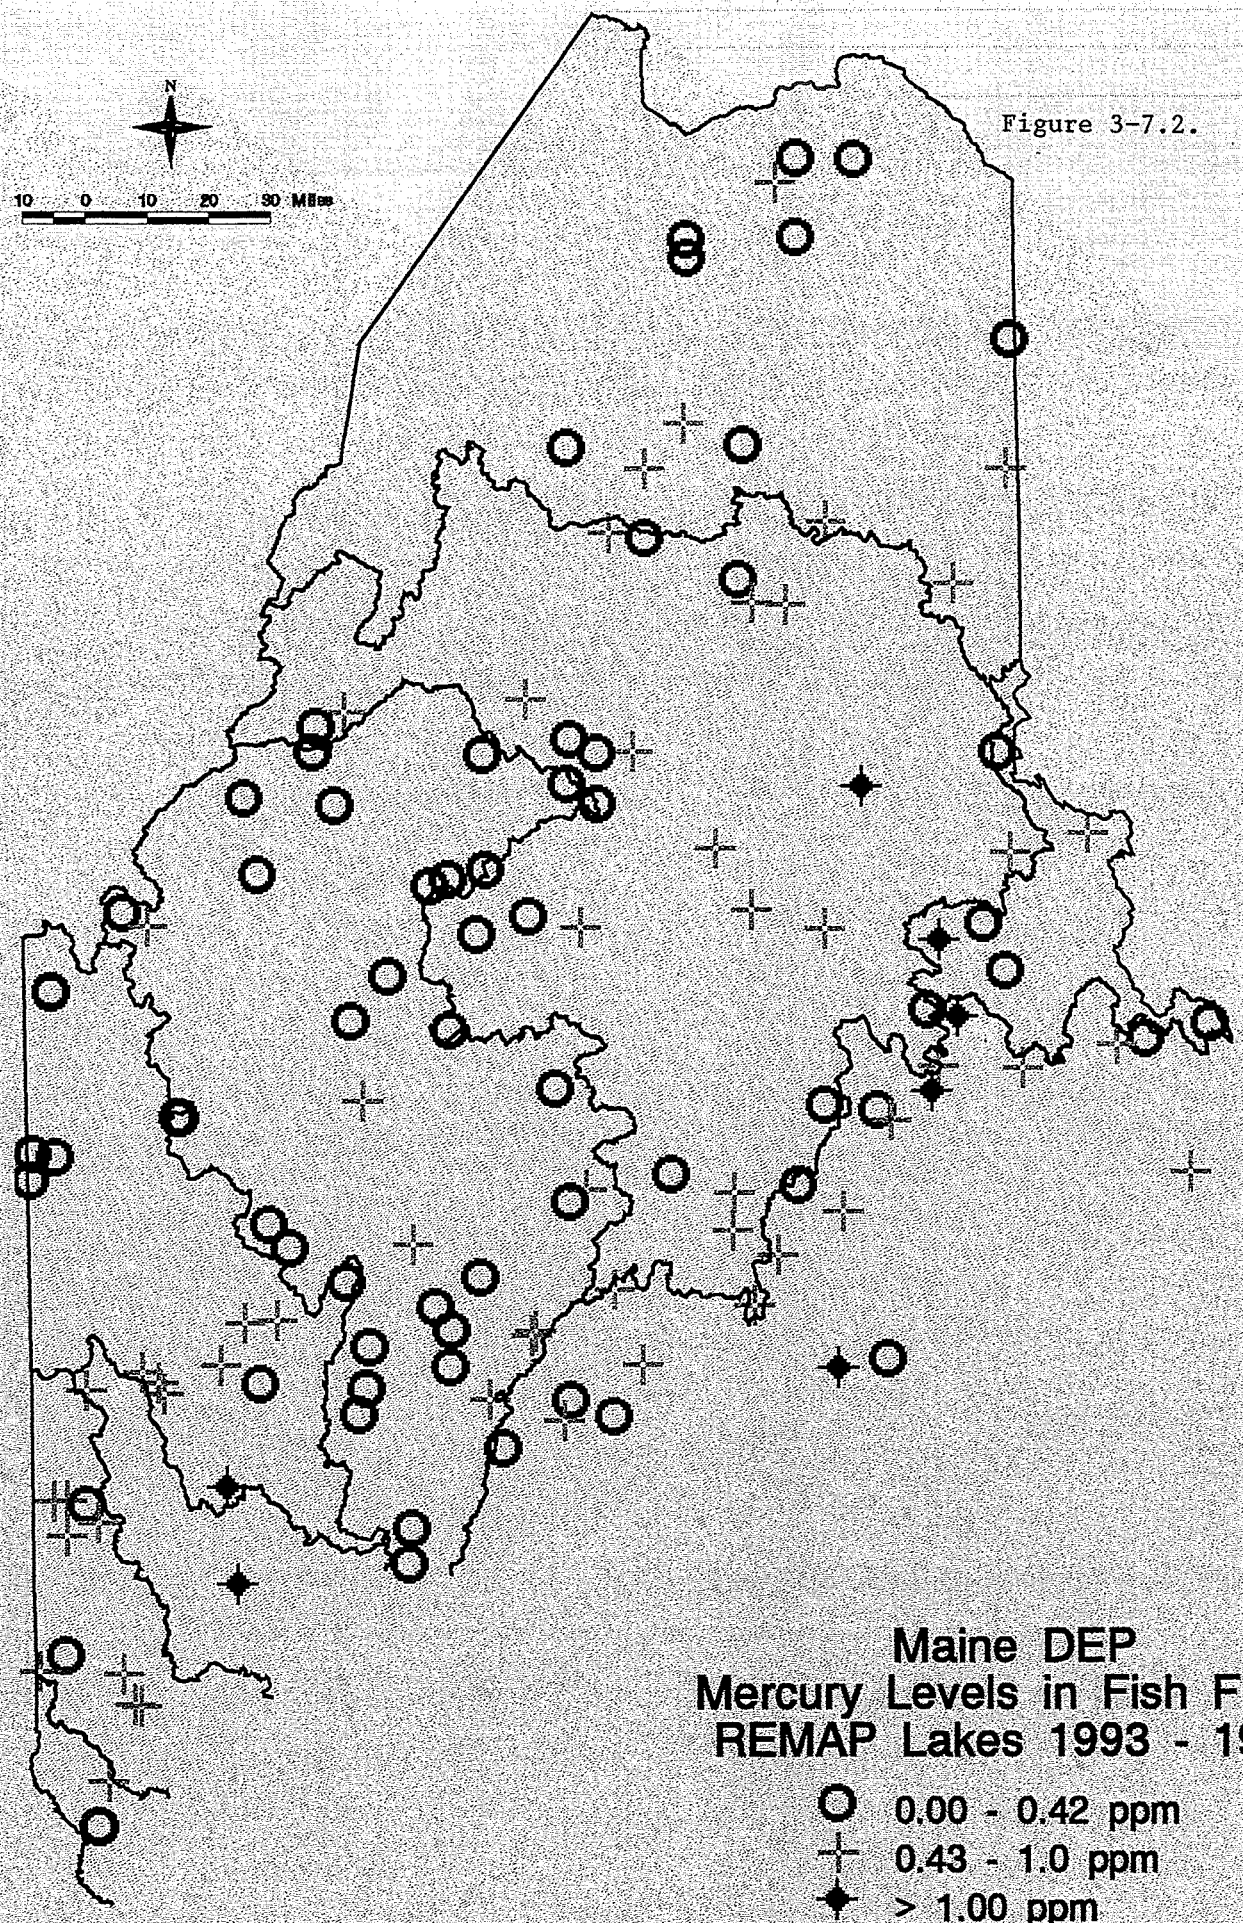 N
Figure 3-7.2.
10 0 10 20 30 Miles
Maine DEP
Mercury Levels in Fish F
REMAP Lakes 1993 - 19
0.00 - 0.42 ppm
0.43 - 1.0 ppm
> 1.00 ppm